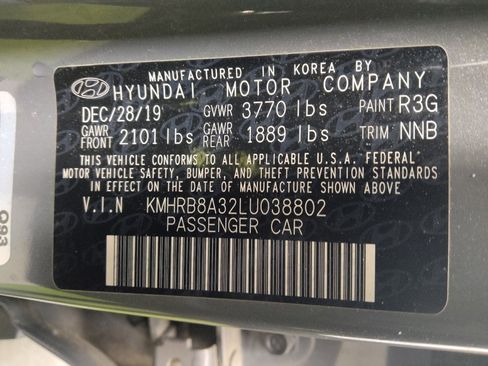 MANUFACTURED IN KOREA BY
HYUNDAI MOTOR COMPANY
DEC/28/19 GVWR 3770 lbs PAINT R3G
GAWR FRONT 2101 lbs GAWR REAR 1889 lbs TRIM NNB
THIS VEHICLE CONFORMS TO ALL APPLICABLE U.S.A. FEDERAL
MOTOR VEHICLE SAFETY, BUMPER, AND THEFT PREVENTION STANDARDS
IN EFFECT ON THE DATE OF MANUFACTURE SHOWN ABOVE.
V.I.N KMHRB8A32LU038802
PASSENGER CAR